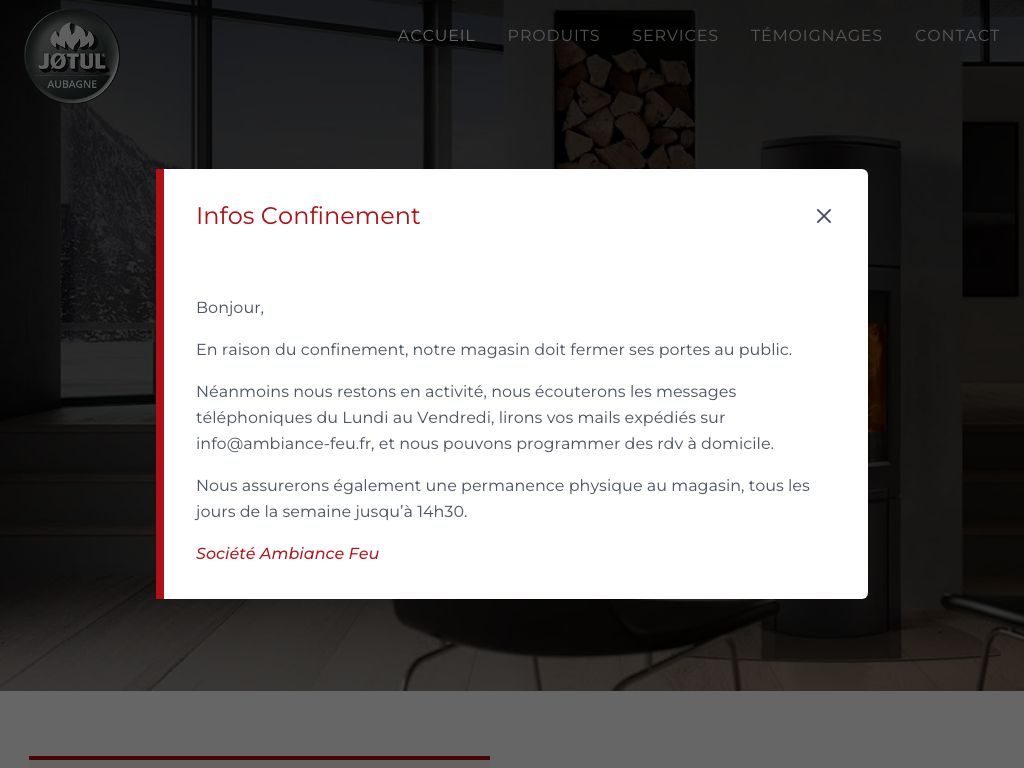 JØTUL
AUBAGNE
ACCUEIL PRODUITS SERVICES TÉMOIGNAGES CONTACT
Infos Confinement
Bonjour,
En raison du confinement, notre magasin doit fermer ses portes au public.
Néanmoins nous restons en activité, nous écouterons les messages
téléphoniques du Lundi au Vendredi, lirons vos mails expédiés sur
info@ambiance-feu.fr, et nous pouvons programmer des rdv à domicile.
Nous assurerons également une permanence physique au magasin, tous les
jours de la semaine jusqu’à 14h30.
Société Ambiance Feu